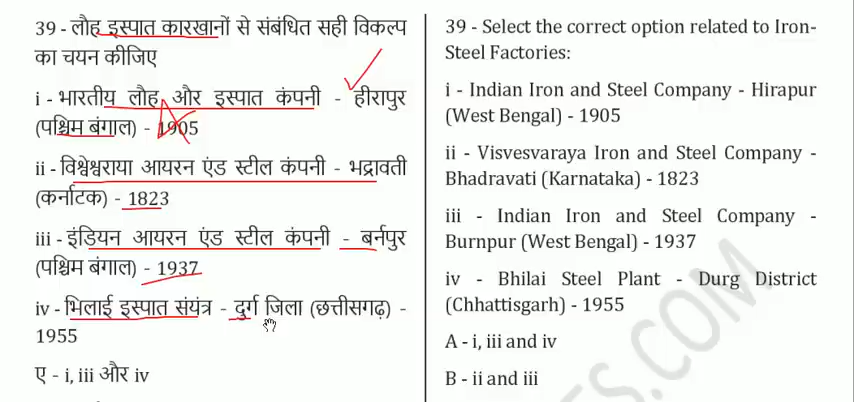 39 - लौह इस्पात कारखानों से संबंधित सही विकल्प
का चयन कीजिए
i - भारतीय लौह और इस्पात कंपनी - हीरापुर
(पश्चिम बंगाल) - 1905
ii - विश्वेश्वराया आयरन एंड स्टील कंपनी - भद्रावती
(कर्नाटक) - 1823
iii - इंडियन आयरन एंड स्टील कंपनी - बर्नपुर
(पश्चिम बंगाल) - 1937
iv - भिलाई इस्पात संयंत्र - दुर्ग जिला (छत्तीसगढ़) -
1955
ए - i, iii और iv
39 - Select the correct option related to Iron-
Steel Factories:
i - Indian Iron and Steel Company - Hirapur
(West Bengal) - 1905
ii - Visvesvaraya Iron and Steel Company -
Bhadravati (Karnataka) - 1823
iii - Indian Iron and Steel Company -
Burnpur (West Bengal) - 1937
iv - Bhilai Steel Plant - Durg District
(Chhattisgarh) - 1955
A - i, iii and iv
B - ii and iii